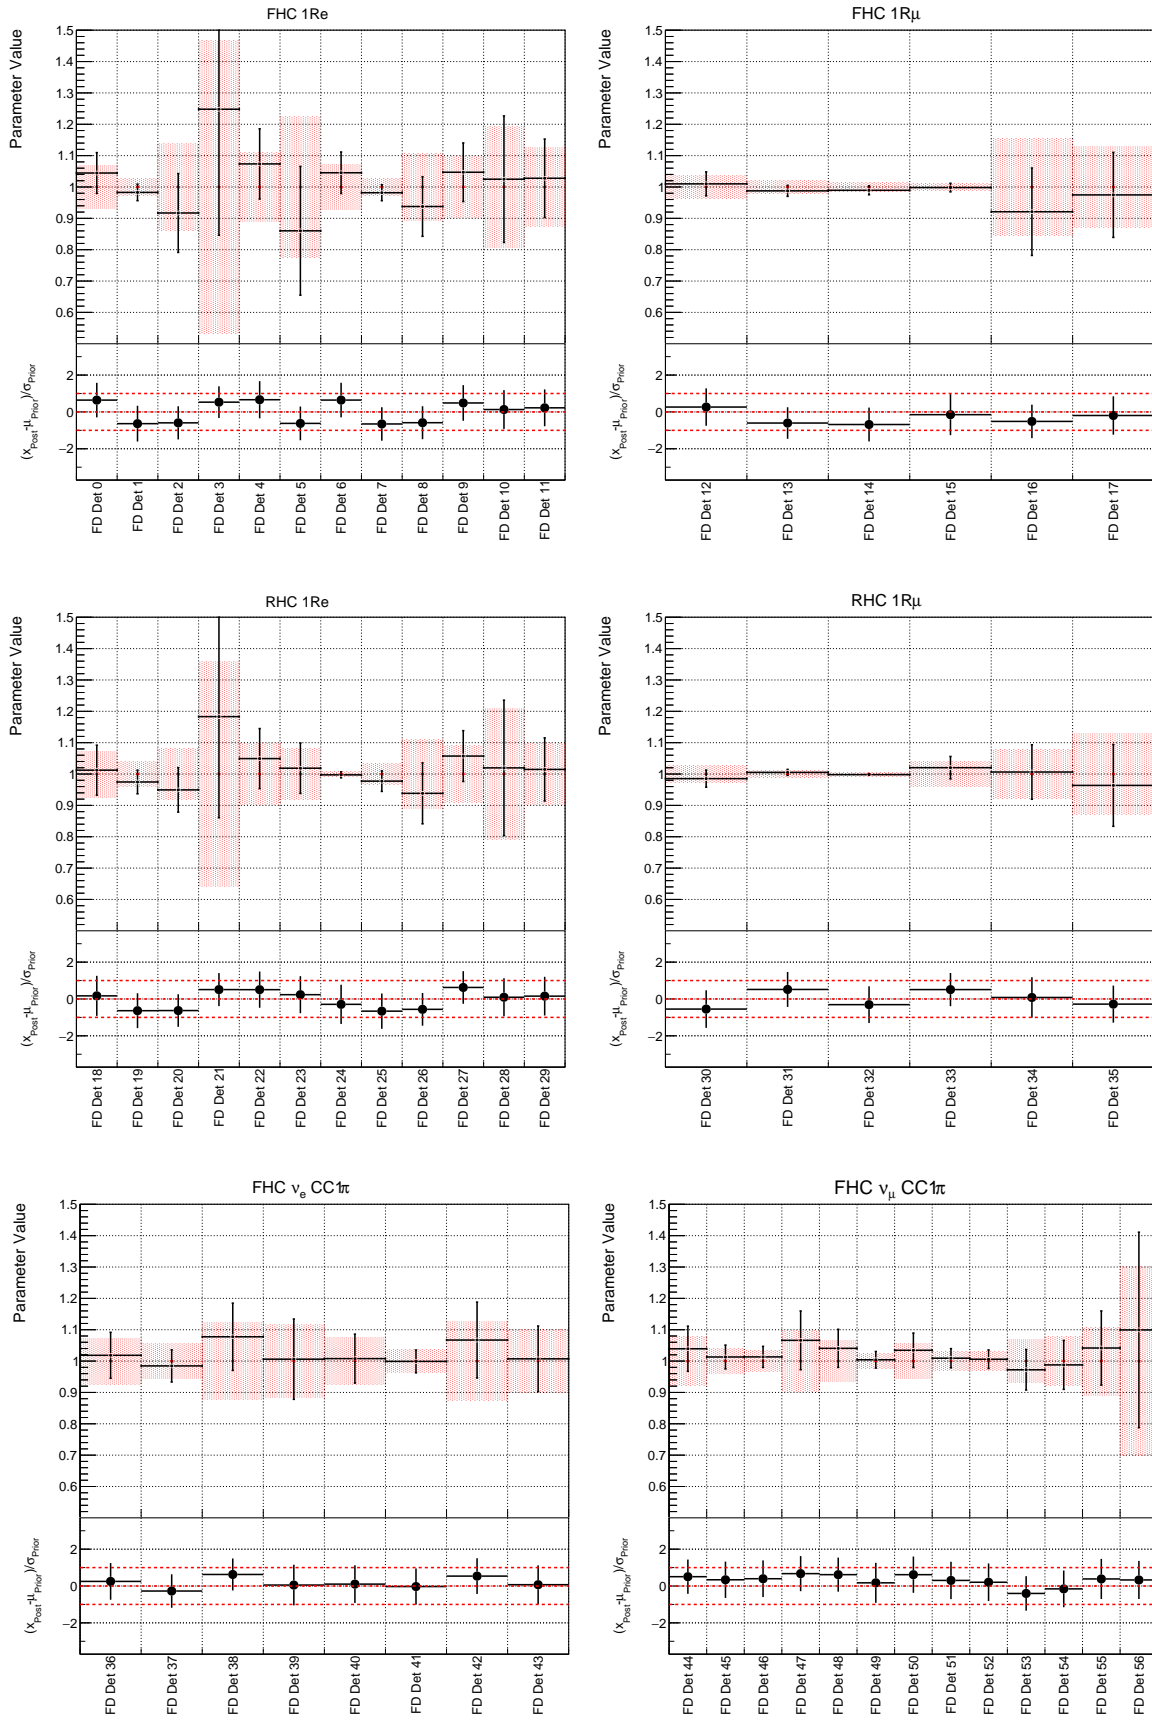 FHC 1Re
Parameter Value
1.5
1.4
1.3
1.2
1.1
1
0.9
0.8
0.7
0.6
(x_Post-μ_Prior)/σ_Prior
2
0
−2
FD Det 0
FD Det 1
FD Det 2
FD Det 3
FD Det 4
FD Det 5
FD Det 6
FD Det 7
FD Det 8
FD Det 9
FD Det 10
FD Det 11
FHC 1Rμ
Parameter Value
1.5
1.4
1.3
1.2
1.1
1
0.9
0.8
0.7
0.6
(x_Post-μ_Prior)/σ_Prior
2
0
−2
FD Det 12
FD Det 13
FD Det 14
FD Det 15
FD Det 16
FD Det 17
RHC 1Re
Parameter Value
1.5
1.4
1.3
1.2
1.1
1
0.9
0.8
0.7
0.6
(x_Post-μ_Prior)/σ_Prior
2
0
−2
FD Det 18
FD Det 19
FD Det 20
FD Det 21
FD Det 22
FD Det 23
FD Det 24
FD Det 25
FD Det 26
FD Det 27
FD Det 28
FD Det 29
RHC 1Rμ
Parameter Value
1.5
1.4
1.3
1.2
1.1
1
0.9
0.8
0.7
0.6
(x_Post-μ_Prior)/σ_Prior
2
0
−2
FD Det 30
FD Det 31
FD Det 32
FD Det 33
FD Det 34
FD Det 35
FHC ν_e CC1π
Parameter Value
1.5
1.4
1.3
1.2
1.1
1
0.9
0.8
0.7
0.6
(x_Post-μ_Prior)/σ_Prior
2
0
−2
FD Det 36
FD Det 37
FD Det 38
FD Det 39
FD Det 40
FD Det 41
FD Det 42
FD Det 43
FHC ν_μ CC1π
Parameter Value
1.5
1.4
1.3
1.2
1.1
1
0.9
0.8
0.7
0.6
(x_Post-μ_Prior)/σ_Prior
2
0
−2
FD Det 44
FD Det 45
FD Det 46
FD Det 47
FD Det 48
FD Det 49
FD Det 50
FD Det 51
FD Det 52
FD Det 53
FD Det 54
FD Det 55
FD Det 56